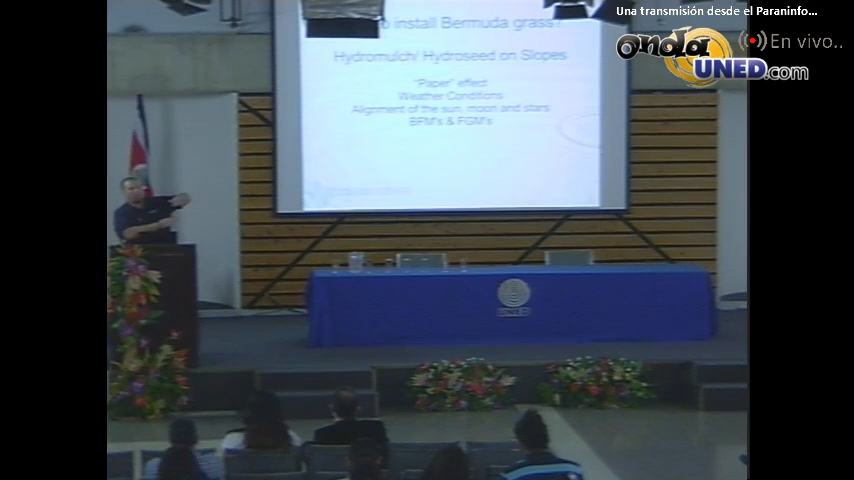 Una transmisión desde el Paraninfo...
onda UNED.com
En vivo..
to install Bermuda grass?
Hydromulch/ Hydroseed on Slopes
"Paper" effect
Weather Conditions
Alignment of the sun, moon and stars
BFM's & FGM's
UNED